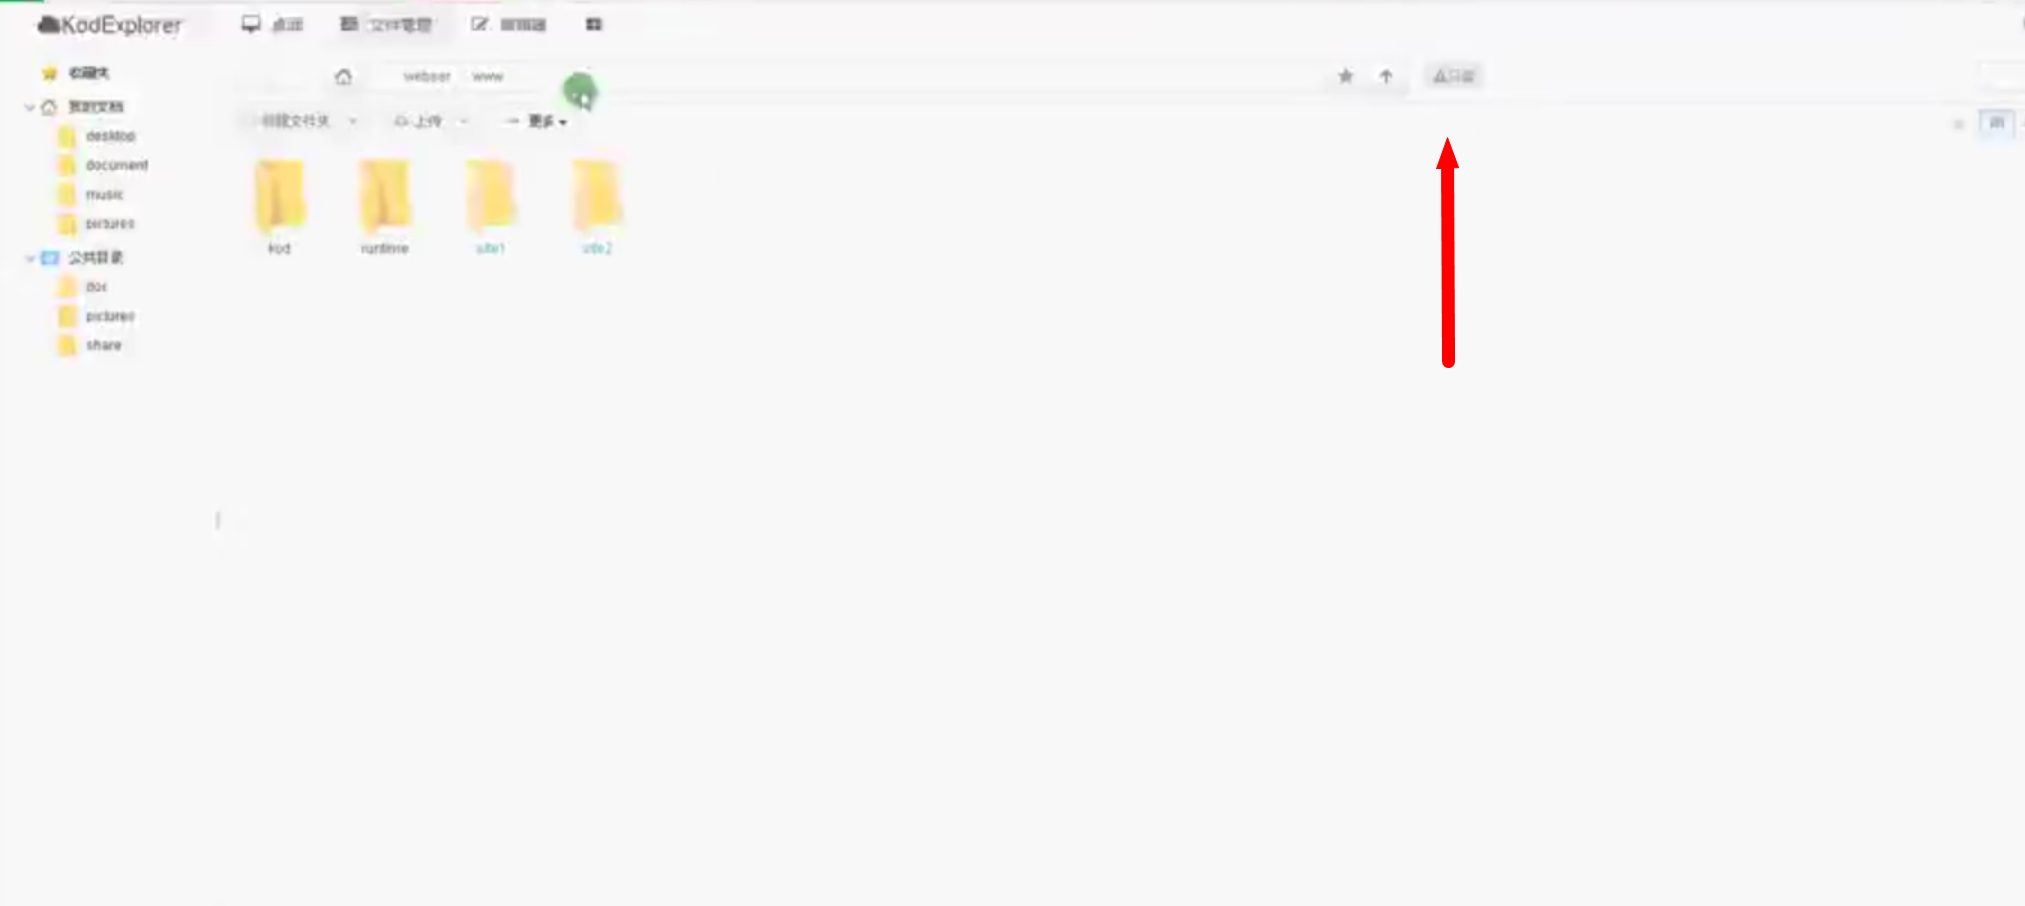 KodExplorer
桌面
文件管理
编辑器
收藏夹
webser
www
只读
我的文档
新建文件夹
上传
更多
desktop
document
music
pictures
kod
runtime
site1
site2
公共目录
doc
pictures
share